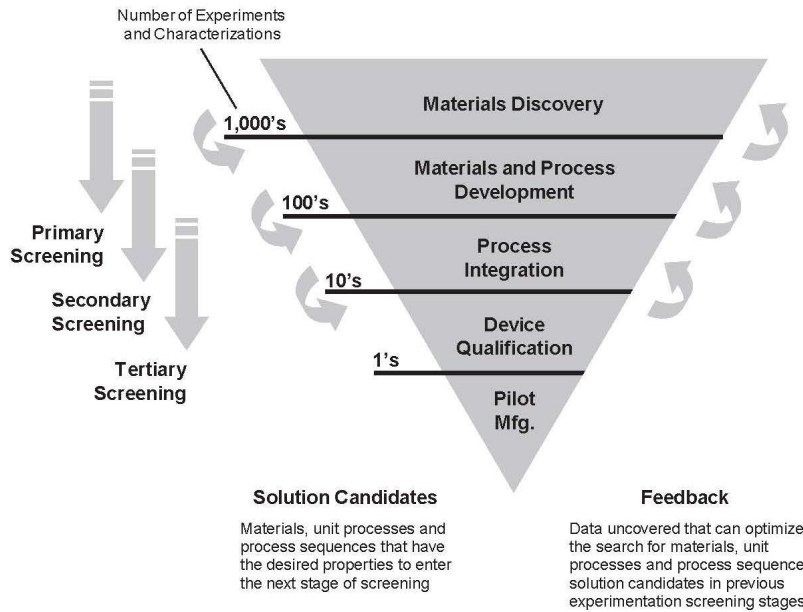 Number of Experiments
and Characterizations
1,000's
Materials Discovery
Materials and Process
Development
100's
Primary
Screening
Process
Integration
10's
Secondary
Screening
Device
Qualification
1's
Tertiary
Screening
Pilot
Mfg.
Solution Candidates
Materials, unit processes and
process sequences that have
the desired properties to enter
the next stage of screening
Feedback
Data uncovered that can optimize
the search for materials, unit
processes and process sequence
solution candidates in previous
experimentation screening stages